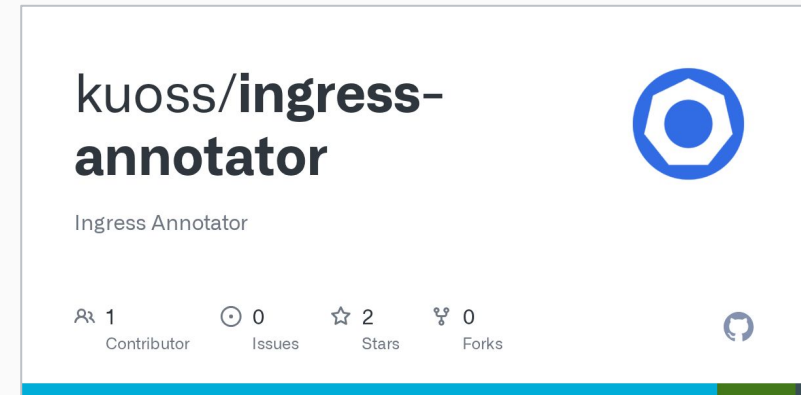 kuoss/ingress-
annotator
Ingress Annotator
1 0 2 0
Contributor Issues Stars Forks